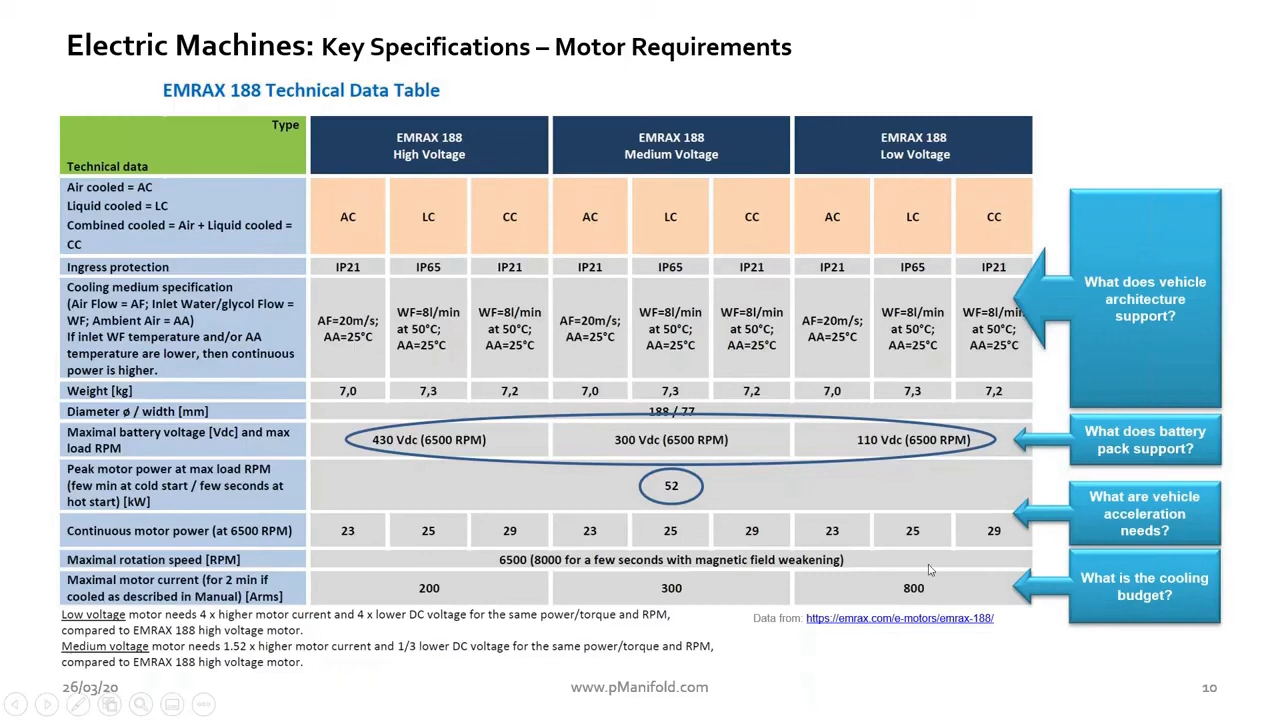 Electric Machines: Key Specifications – Motor Requirements
EMRAX 188 Technical Data Table
Type
Technical data
EMRAX 188
High Voltage
EMRAX 188
Medium Voltage
EMRAX 188
Low Voltage
Air cooled = AC
Liquid cooled = LC
Combined cooled = Air + Liquid cooled =
CC
AC LC CC AC LC CC AC LC CC
Ingress protection IP21 IP65 IP21 IP21 IP65 IP21 IP21 IP65 IP21
Cooling medium specification
(Air Flow = AF; Inlet Water/glycol Flow =
WF; Ambient Air = AA)
If inlet WF temperature and/or AA
temperature are lower, then continuous
power is higher.
AF=20m/s;
AA=25°C
WF=8l/min
at 50°C;
AA=25°C
WF=8l/min
at 50°C;
AA=25°C
AF=20m/s;
AA=25°C
WF=8l/min
at 50°C;
AA=25°C
WF=8l/min
at 50°C;
AA=25°C
AF=20m/s;
AA=25°C
WF=8l/min
at 50°C;
AA=25°C
WF=8l/min
at 50°C;
AA=25°C
Weight [kg] 7,0 7,3 7,2 7,0 7,3 7,2 7,0 7,3 7,2
Diameter ø / width [mm] 188 / 77
Maximal battery voltage [Vdc] and max
load RPM
430 Vdc (6500 RPM) 300 Vdc (6500 RPM) 110 Vdc (6500 RPM)
Peak motor power at max load RPM
(few min at cold start / few seconds at
hot start) [kW]
52
Continuous motor power (at 6500 RPM) 23 25 29 23 25 29 23 25 29
Maximal rotation speed [RPM] 6500 (8000 for a few seconds with magnetic field weakening)
Maximal motor current (for 2 min if
cooled as described in Manual) [Arms]
200 300 800
What does vehicle
architecture
support?
What does battery
pack support?
What are vehicle
acceleration
needs?
What is the cooling
budget?
Low voltage motor needs 4 x higher motor current and 4 x lower DC voltage for the same power/torque and RPM,
compared to EMRAX 188 high voltage motor.
Medium voltage motor needs 1.52 x higher motor current and 1/3 lower DC voltage for the same power/torque and RPM,
compared to EMRAX 188 high voltage motor.
Data from: https://emrax.com/e-motors/emrax-188/
26/03/20 www.pManifold.com 10